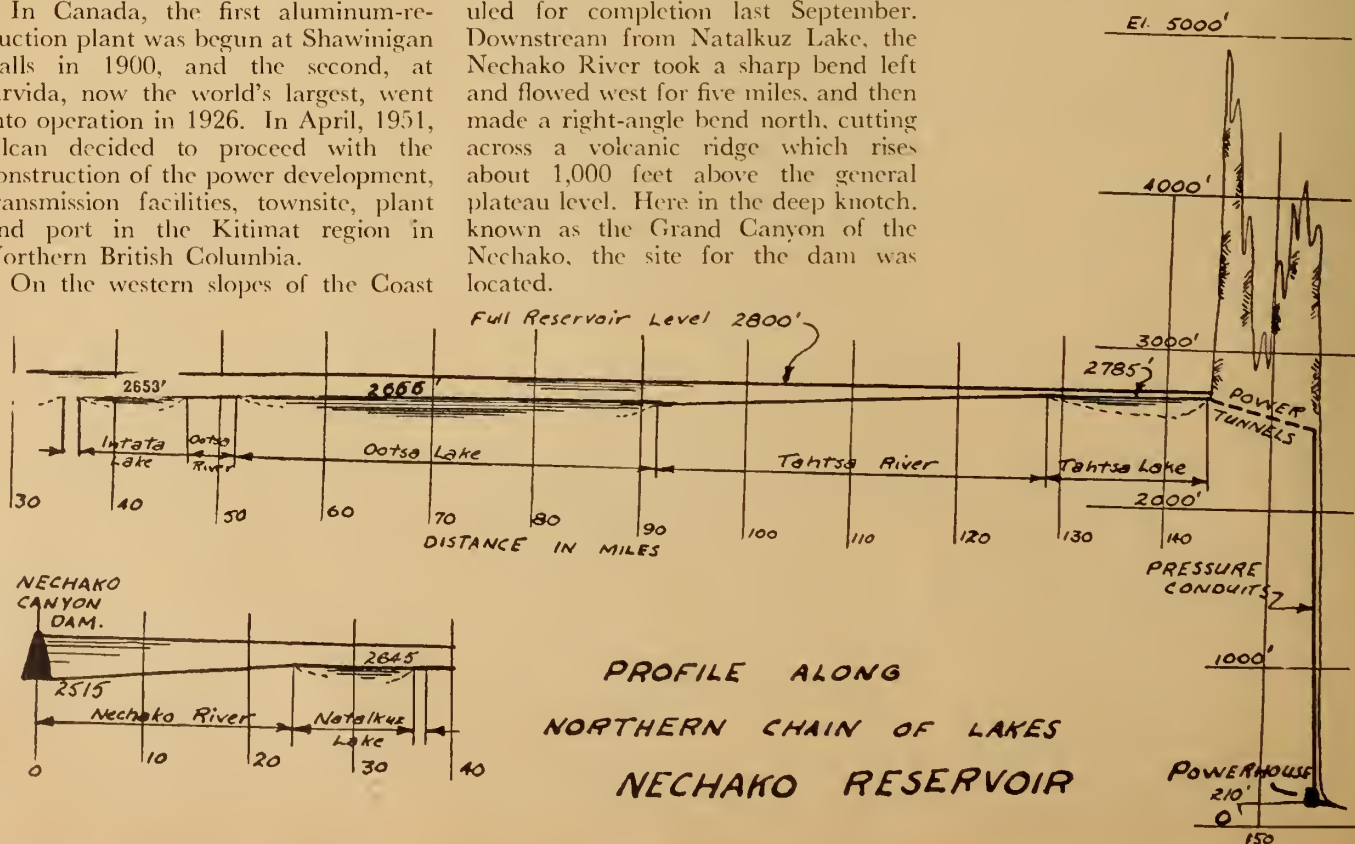 In Canada, the first aluminum-re-
uction plant was begun at Shawinigan
alls in 1900, and the second, at
rvida, now the world's largest, went
nto operation in 1926. In April, 1951,
lcan decided to proceed with the
onstruction of the power development,
ransmission facilities, townsite, plant
nd port in the Kitimat region in
orthern British Columbia.
On the western slopes of the Coast
uled for completion last September.
Downstream from Natalkuz Lake, the
Nechako River took a sharp bend left
and flowed west for five miles, and then
made a right-angle bend north, cutting
across a volcanic ridge which rises
about 1,000 feet above the general
plateau level. Here in the deep knotch,
known as the Grand Canyon of the
Nechako, the site for the dam was
located.
El. 5000'
4000'
3000'
Full Reservoir Level 2800'
2785'
2653'
2666'
POWER
TUNNELS
Intata
Lake
Ootsa
River
Ootsa Lake
Tahtsa River
Tahtsa Lake
2000'
30 40 50 60 70 80 90 100 110 120 130 140
DISTANCE IN MILES
PRESSURE
CONDUITS
NECHAKO
CANYON
DAM.
2515
2645
1000'
Nechako River
Natalkuz
Lake
0 10 20 30 40
PROFILE ALONG
NORTHERN CHAIN OF LAKES
NECHAKO RESERVOIR
POWERHOUSE
210'
0'
150